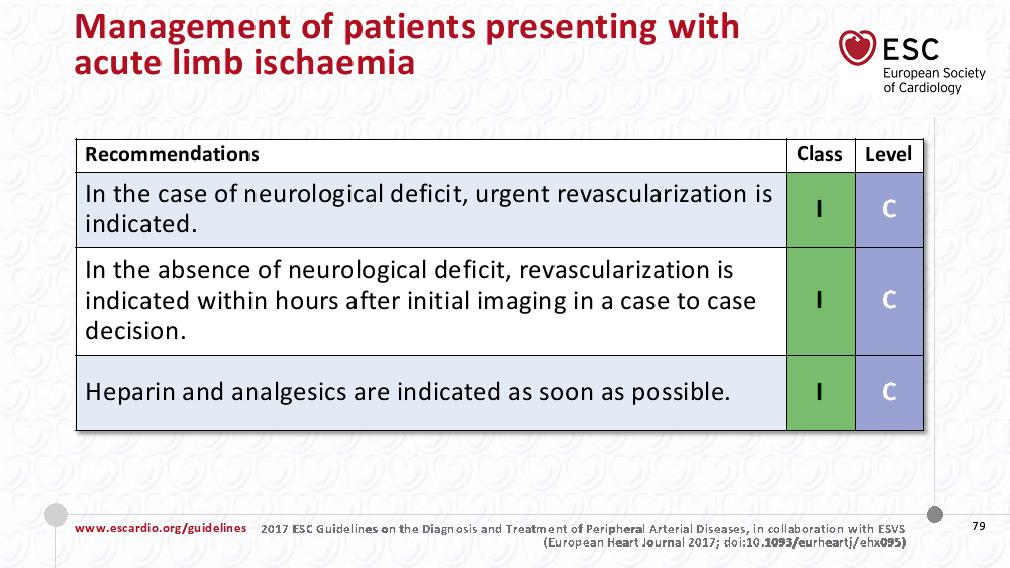 Management of patients presenting with
acute limb ischaemia
ESC
European Society
of Cardiology
Recommendations Class Level
In the case of neurological deficit, urgent revascularization is
indicated. I C
In the absence of neurological deficit, revascularization is
indicated within hours after initial imaging in a case to case
decision. I C
Heparin and analgesics are indicated as soon as possible. I C
www.escardio.org/guidelines 2017 ESC Guidelines on the Diagnosis and Treatment of Peripheral Arterial Diseases, in collaboration with ESVS
(European Heart Journal 2017; doi:10.1093/eurheartj/ehx095)
79